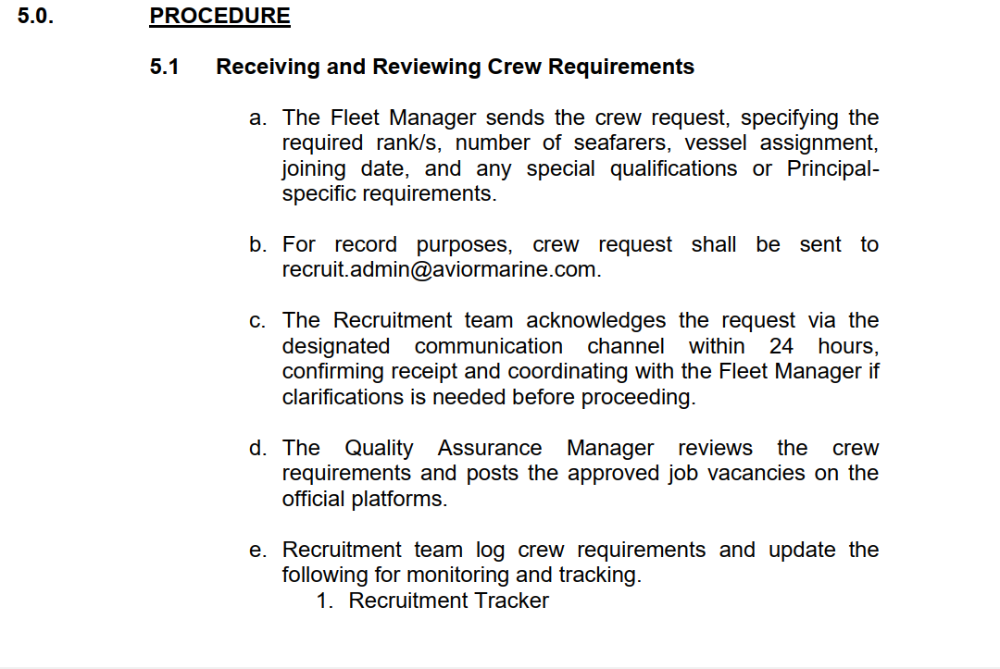 5.0. PROCEDURE
5.1 Receiving and Reviewing Crew Requirements
a. The Fleet Manager sends the crew request, specifying the
required rank/s, number of seafarers, vessel assignment,
joining date, and any special qualifications or Principal-
specific requirements.
b. For record purposes, crew request shall be sent to
recruit.admin@aviormarine.com.
c. The Recruitment team acknowledges the request via the
designated communication channel within 24 hours,
confirming receipt and coordinating with the Fleet Manager if
clarifications is needed before proceeding.
d. The Quality Assurance Manager reviews the crew
requirements and posts the approved job vacancies on the
official platforms.
e. Recruitment team log crew requirements and update the
following for monitoring and tracking.
1. Recruitment Tracker